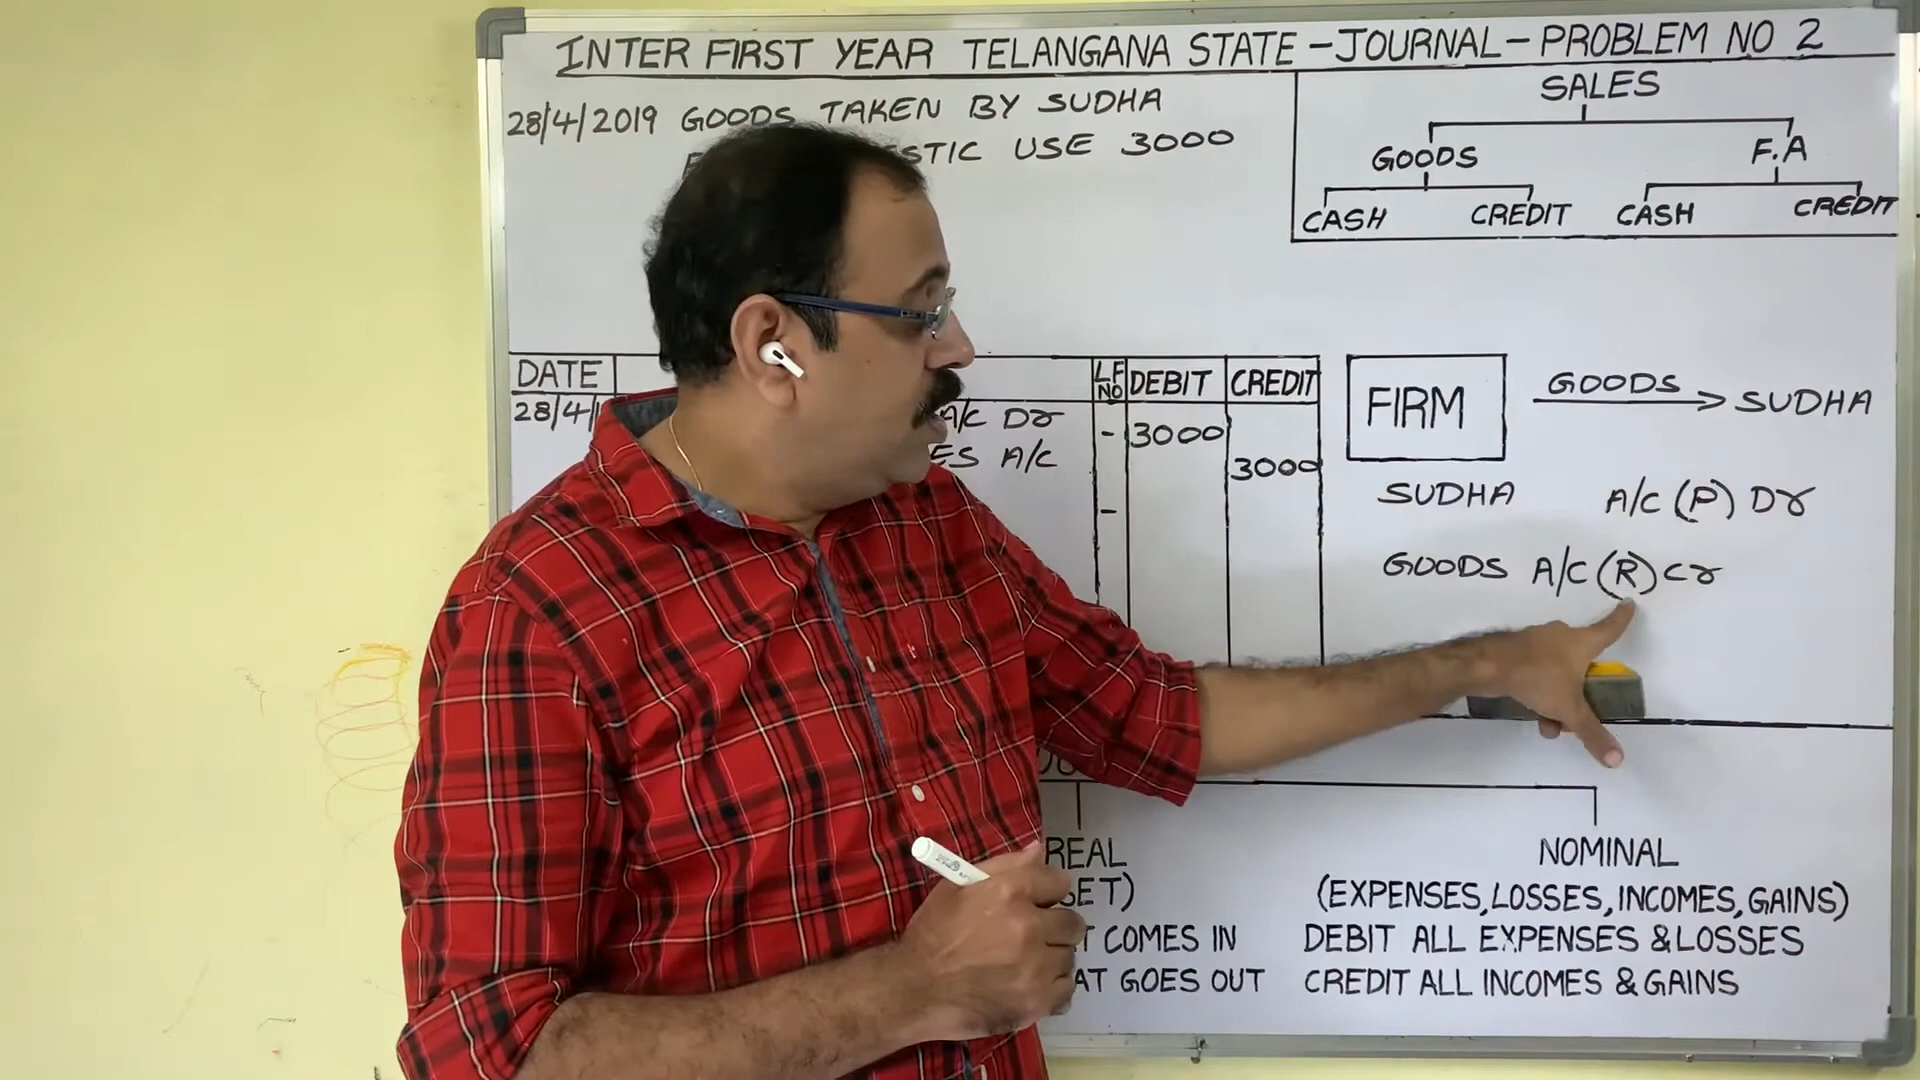 INTER FIRST YEAR TELANGANA STATE - JOURNAL - PROBLEM NO 2
28/4/2019 GOODS TAKEN BY SUDHA
USE 3000
SALES
GOODS F.A
CASH CREDIT CASH CREDIT
DATE LF NO DEBIT CREDIT
28/4/1 A/C Dr - 3000
ES A/C 3000
-
FIRM GOODS SUDHA
SUDHA A/C (P) Dr
GOODS A/C (R) Cr
REAL
SET)
T COMES IN
AT GOES OUT
NOMINAL
(EXPENSES, LOSSES, INCOMES, GAINS)
DEBIT ALL EXPENSES & LOSSES
CREDIT ALL INCOMES & GAINS